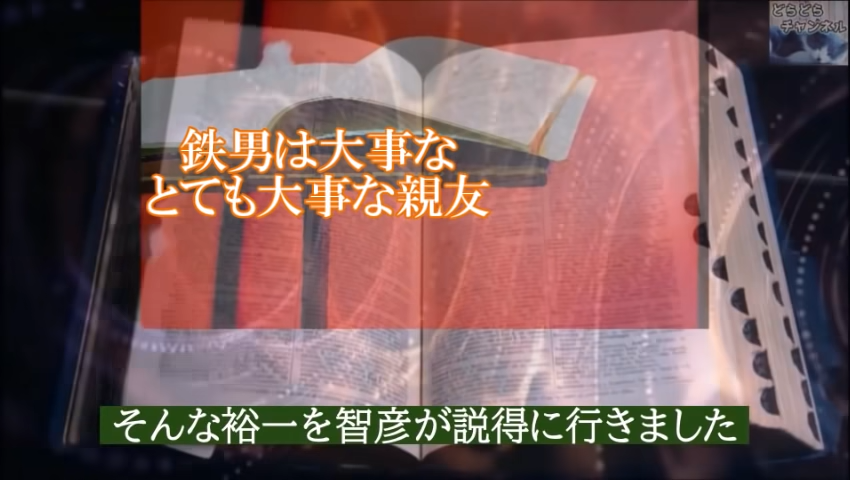 どらどら
チャンネル
鉄男は大事な
とても大事な親友
そんな裕一を智彦が説得に行きました